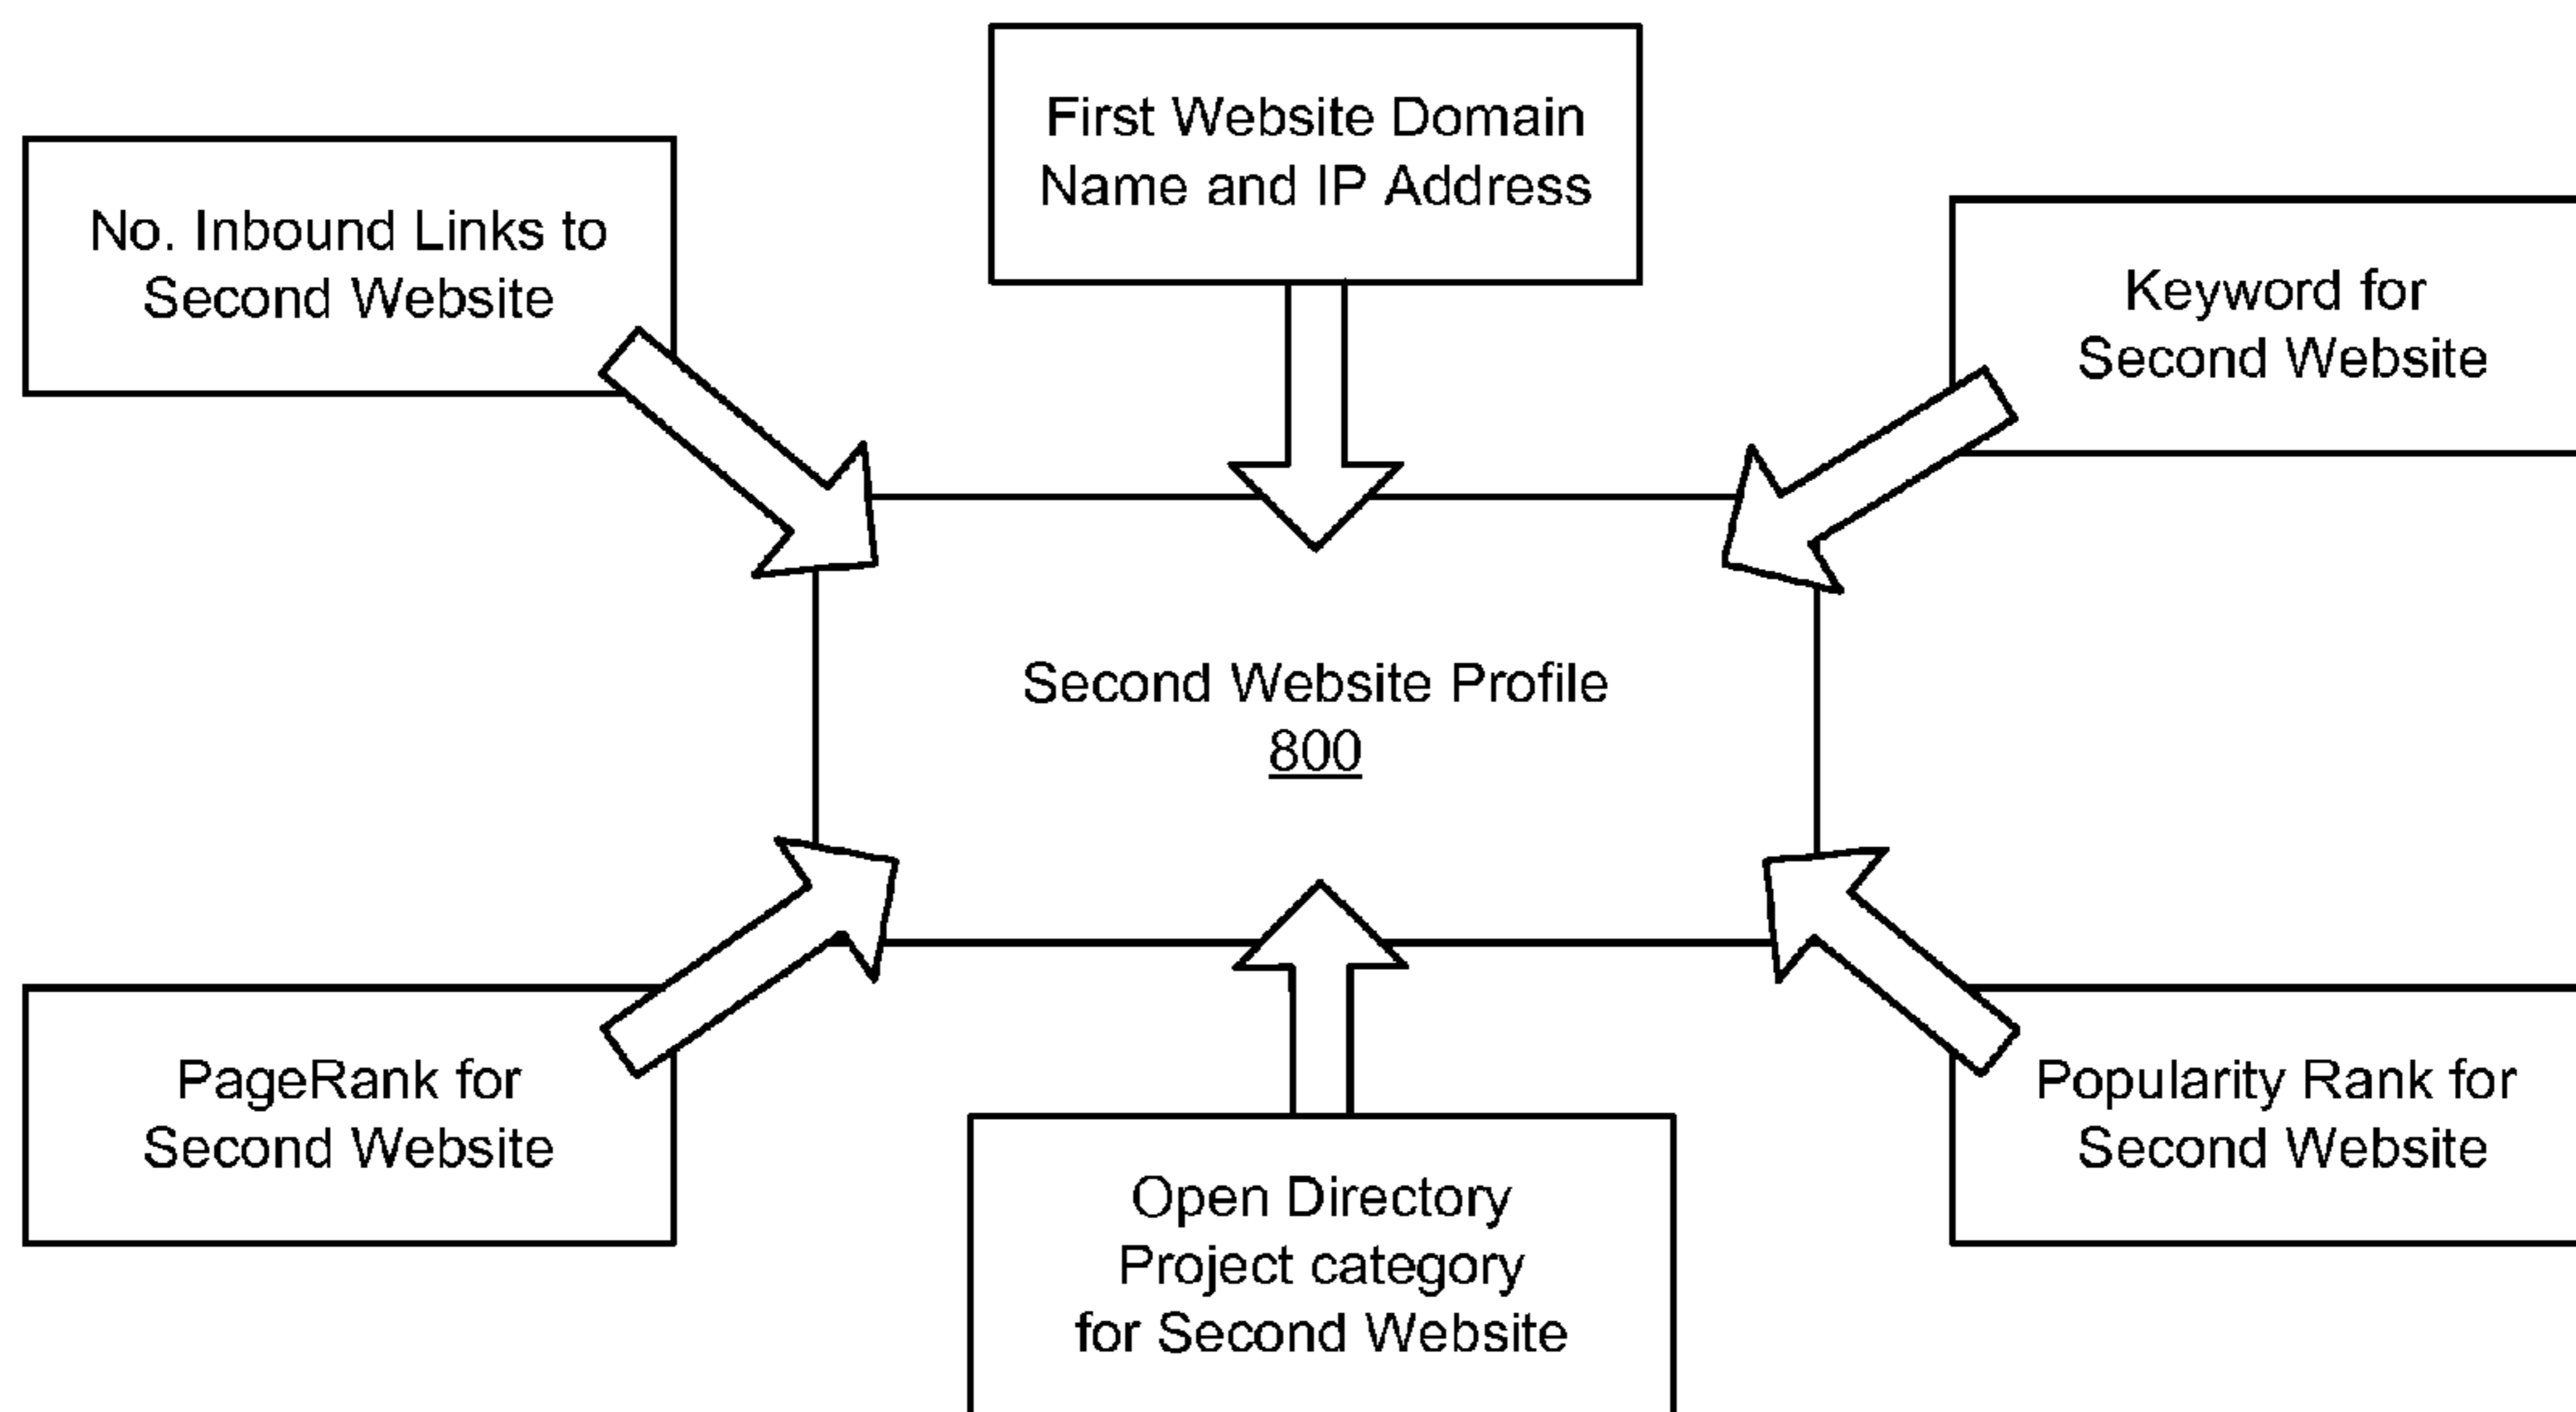 First Website Domain
Name and IP Address
No. Inbound Links to
Second Website
Keyword for
Second Website
Second Website Profile
800
PageRank for
Second Website
Popularity Rank for
Second Website
Open Directory
Project category
for Second Website